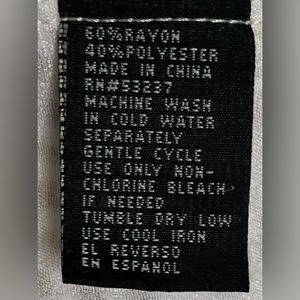 60%RAYON
40%POLYESTER
MADE IN CHINA
RN#53237
MACHINE WASH
IN COLD WATER
SEPARATELY
GENTLE CYCLE
USE ONLY NON-
CHLORINE BLEACH
IF NEEDED
TUMBLE DRY LOW
USE COOL IRON
EL REVERSO
EN ESPANOL